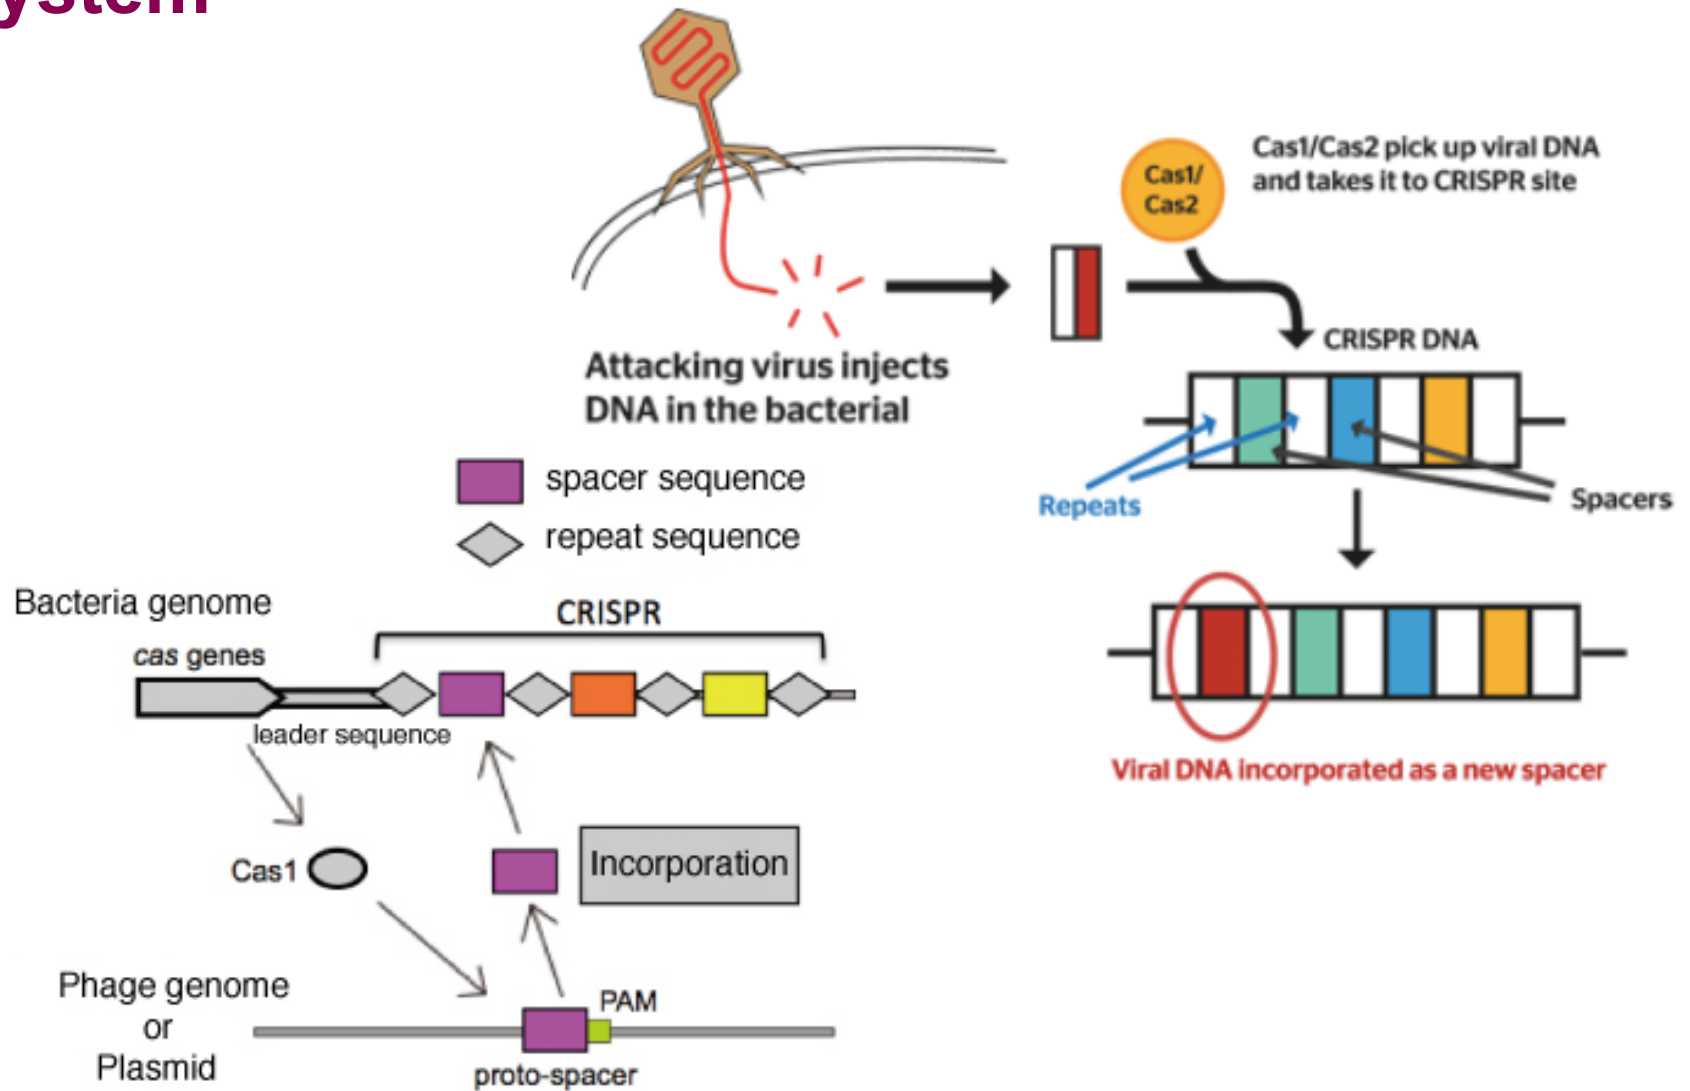 ystem
Cas1/Cas2 pick up viral DNA
and takes it to CRISPR site
Cas1/
Cas2
CRISPR DNA
Attacking virus injects
DNA in the bacterial
Repeats
Spacers
spacer sequence
repeat sequence
Bacteria genome
CRISPR
cas genes
leader sequence
Viral DNA incorporated as a new spacer
Cas1
Incorporation
Phage genome
or
Plasmid
PAM
proto-spacer